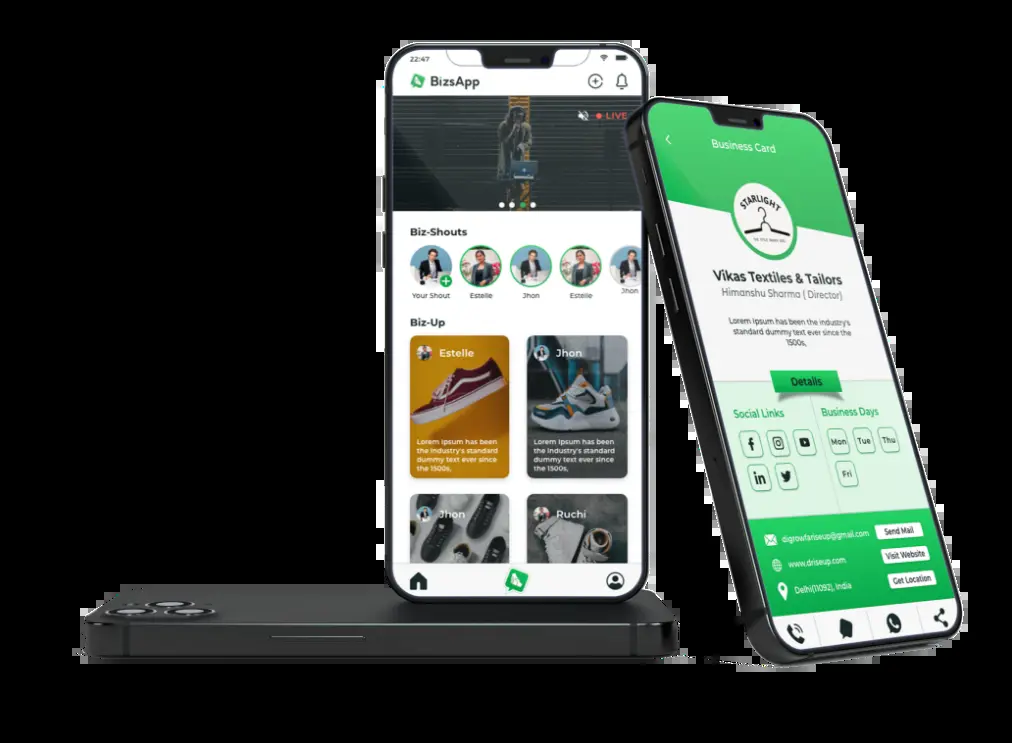 22:47
BizsApp
LIVE
Biz-Shouts
Your Shout
Estelle
Jhon
Estelle
Jhon
Biz-Up
Estelle
Jhon
Lorem Ipsum has been
the industry's standard
dummy text ever since
the 1500s,
Lorem Ipsum has been
the industry's standard
dummy text ever since
the 1500s,
Jhon
Ruchi
Business Card
STARLIGHT
Vikas Textiles & Tailors
Himanshu Sharma ( Director)
Lorem Ipsum has been the industry's
standard dummy text ever since the
1500s,
Details
Social Links
Business Days
Mon
Tue
Thu
Fri
digrowfariseup@gmail.com
Send Mail
www.driseup.com
Visit Website
Delhi(11092), India
Get Location